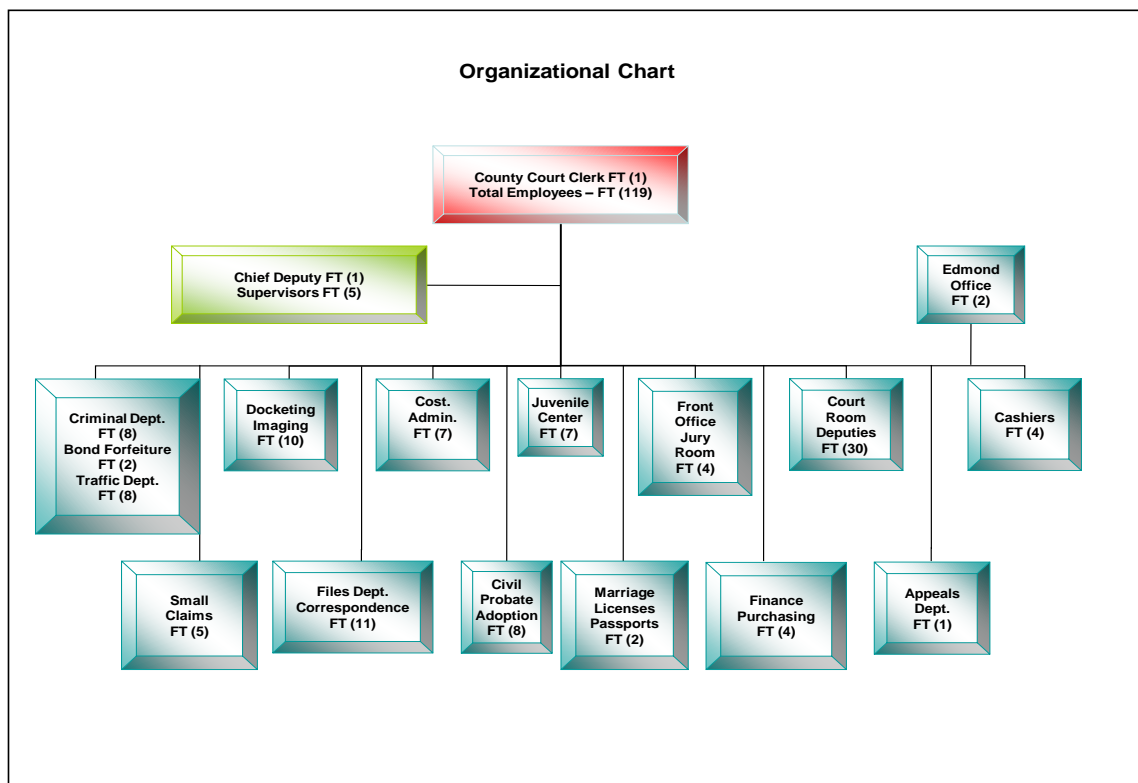 Organizational Chart
County Court Clerk FT (1)
Total Employees – FT (119)
Chief Deputy FT (1)
Supervisors FT (5)
Edmond
Office
FT (2)
Criminal Dept.
FT (8)
Bond Forfeiture
FT (2)
Traffic Dept.
FT (8)
Docketing
Imaging
FT (10)
Cost.
Admin.
FT (7)
Juvenile
Center
FT (7)
Front
Office
Jury
Room
FT (4)
Court
Room
Deputies
FT (30)
Cashiers
FT (4)
Small
Claims
FT (5)
Files Dept.
Correspondence
FT (11)
Civil
Probate
Adoption
FT (8)
Marriage
Licenses
Passports
FT (2)
Finance
Purchasing
FT (4)
Appeals
Dept.
FT (1)